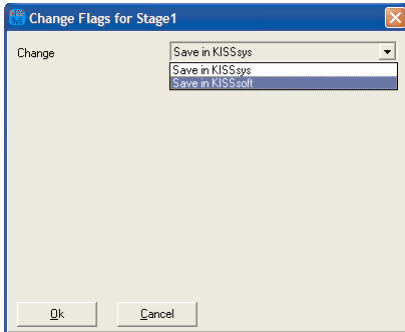 Change Flags for Stage1
Change
Save in KISSsys
Save in KISSsys
Save in KISSsoft
Ok
Cancel